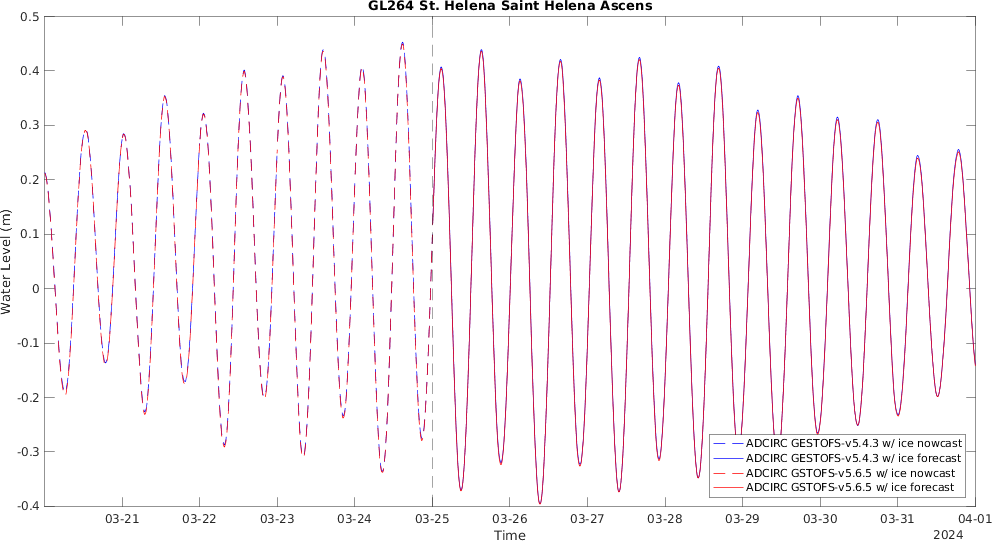 GL264 St. Helena Saint Helena Ascens
Water Level (m)
0.5
0.4
0.3
0.2
0.1
0
-0.1
-0.2
-0.3
-0.4
ADCIRC GESTOFS-v5.4.3 w/ ice nowcast
ADCIRC GESTOFS-v5.4.3 w/ ice forecast
ADCIRC GSTOFS-v5.6.5 w/ ice nowcast
ADCIRC GSTOFS-v5.6.5 w/ ice forecast
03-21 03-22 03-23 03-24 03-25 03-26 03-27 03-28 03-29 03-30 03-31 04-01
Time
2024